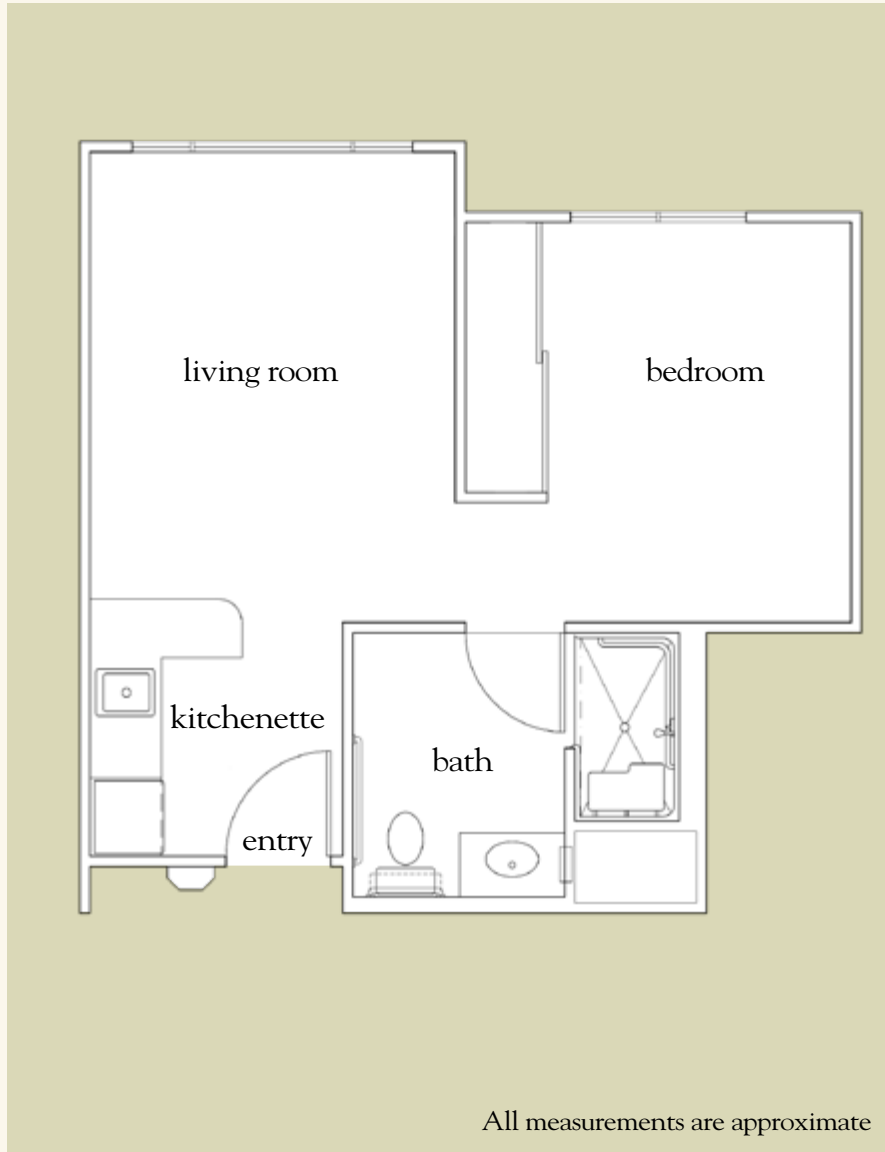 living room
bedroom
kitchenette
bath
entry
All measurements are approximate